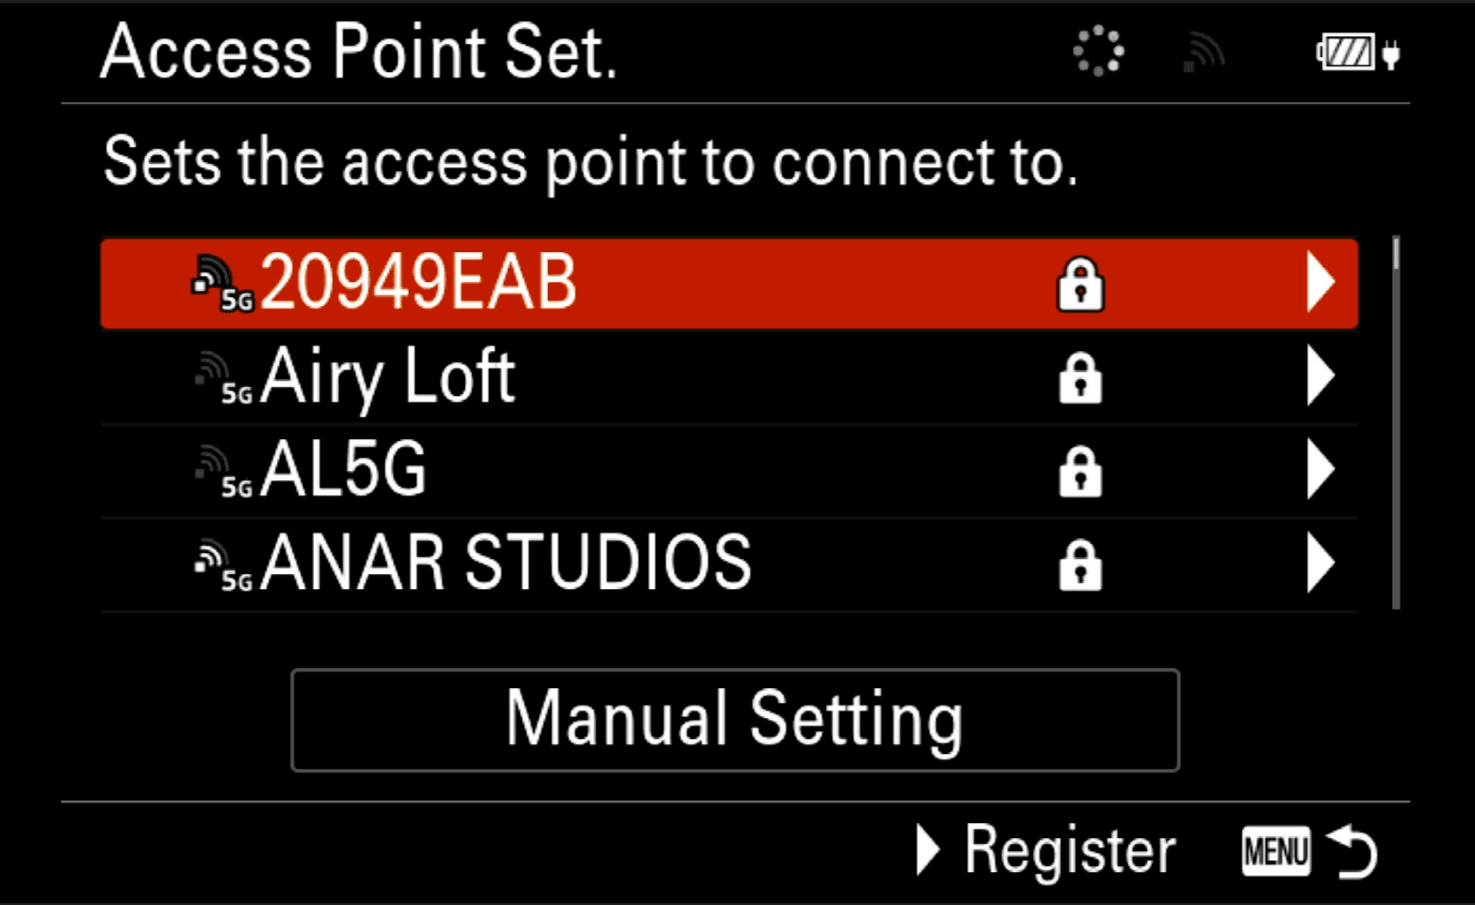 Access Point Set.
Sets the access point to connect to.
5G 20949EAB
5G Airy Loft
5G AL5G
5G ANAR STUDIOS
Manual Setting
Register MENU